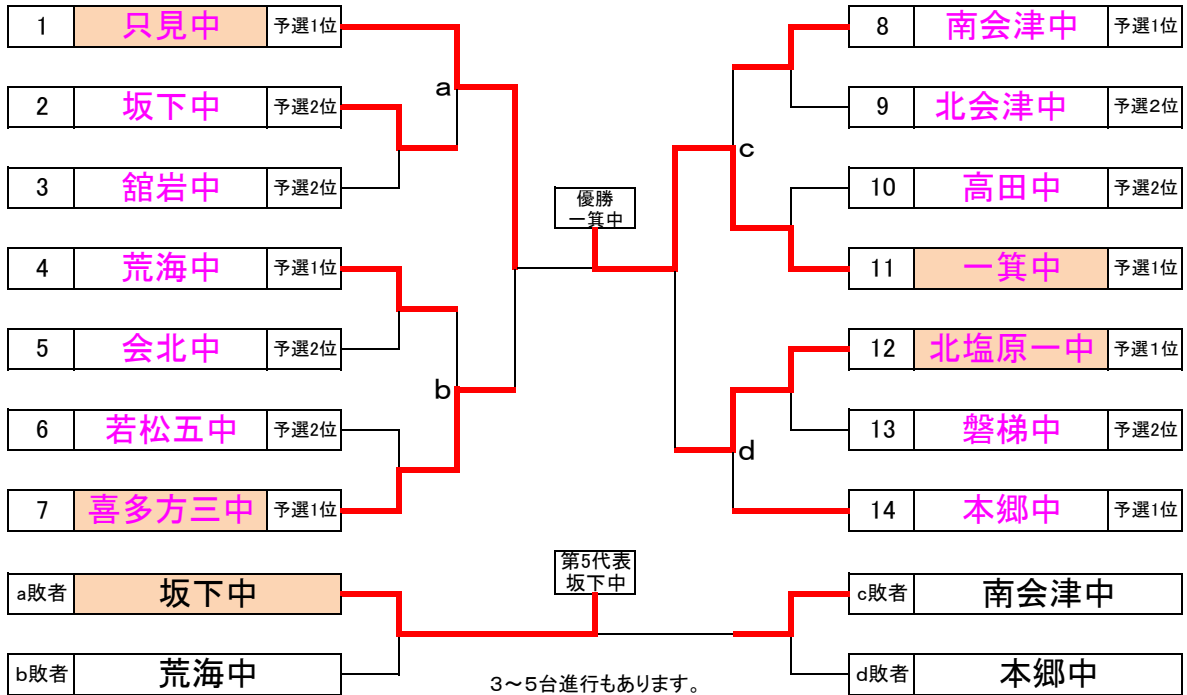 1 只見中 予選1位
2 坂下中 予選2位
3 舘岩中 予選2位
4 荒海中 予選1位
5 会北中 予選2位
6 若松五中 予選2位
7 喜多方三中 予選1位
a
b
優勝
一箕中
c
d
8 南会津中 予選1位
9 北会津中 予選2位
10 高田中 予選2位
11 一箕中 予選1位
12 北塩原一中 予選1位
13 磐梯中 予選2位
14 本郷中 予選1位
a敗者 坂下中
b敗者 荒海中
第5代表
坂下中
c敗者 南会津中
d敗者 本郷中
3～5台進行もあります。